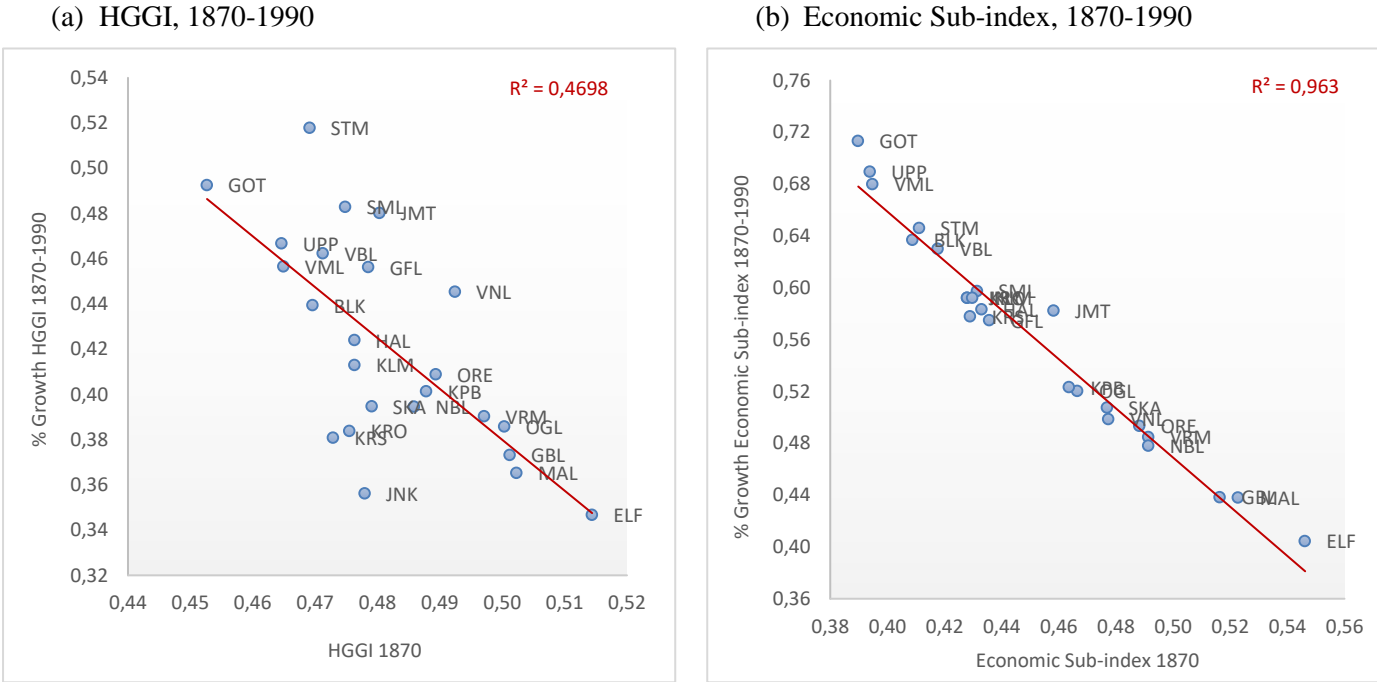 (a) HGGI, 1870-1990
0,54
0,52
0,50
0,48
0,46
0,44
0,42
0,40
0,38
0,36
0,34
0,32
% Growth HGGI 1870-1990
R² = 0,4698
STM
GOT
SML
JMT
UPP
VBL
VML
GFL
VNL
BLK
HAL
KLM
ORE
KPB
SKA
NBL
VRM
OGL
KRO
KRS
GBL
MAL
JNK
ELF
0,44 0,45 0,46 0,47 0,48 0,49 0,50 0,51 0,52
HGGI 1870
(b) Economic Sub-index, 1870-1990
0,76
0,72
0,68
0,64
0,60
0,56
0,52
0,48
0,44
0,40
0,36
% Growth Economic Sub-index 1870-1990
R² = 0,963
GOT
UPP
VML
STM
BLK
VBL
SML
HAL
JMT
KRS
GFL
KPB
OGL
SKA
VNL
ORE
VRM
NBL
GBL
MAL
ELF
0,38 0,40 0,42 0,44 0,46 0,48 0,50 0,52 0,54 0,56
Economic Sub-index 1870